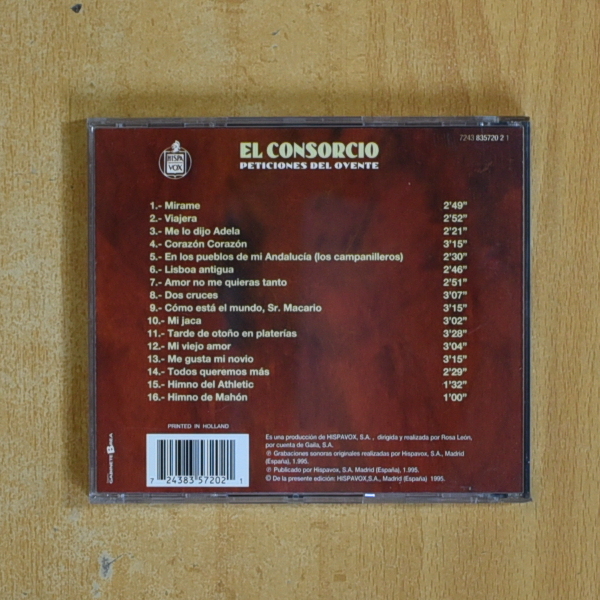 7243 835720 2 1
HISPA
VOX
EL CONSORCIO
PETICIONES DEL OYENTE
1.- Mírame 2'49"
2.- Viajera 2'52"
3.- Me lo dijo Adela 2'21"
4.- Corazón Corazón 3'15"
5.- En los pueblos de mi Andalucía (los campanilleros) 2'30"
6.- Lisboa antigua 2'46"
7.- Amor no me quieras tanto 2'51"
8.- Dos cruces 3'07"
9.- Cómo está el mundo, Sr. Macario 3'15"
10.- Mi jaca 3'02"
11.- Tarde de otoño en platerías 3'28"
12.- Mi viejo amor 3'04"
13.- Me gusta mi novio 3'15"
14.- Todos queremos más 2'29"
15.- Himno del Athletic 1'32"
16.- Himno de Mahón 1'00"
PRINTED IN HOLLAND
7 24383 57202 1
Es una producción de HISPAVOX, S.A. , dirigida y realizada por Rosa León,
por cuenta de Gaila, S.A.
℗ Grabaciones sonoras originales realizadas por Hispavox, S.A., Madrid
(España), 1.995.
℗ Publicado por Hispavox, S.A. Madrid (España), 1.995.
© De la presente edición: HISPAVOX,S.A., Madrid (España) 1995.